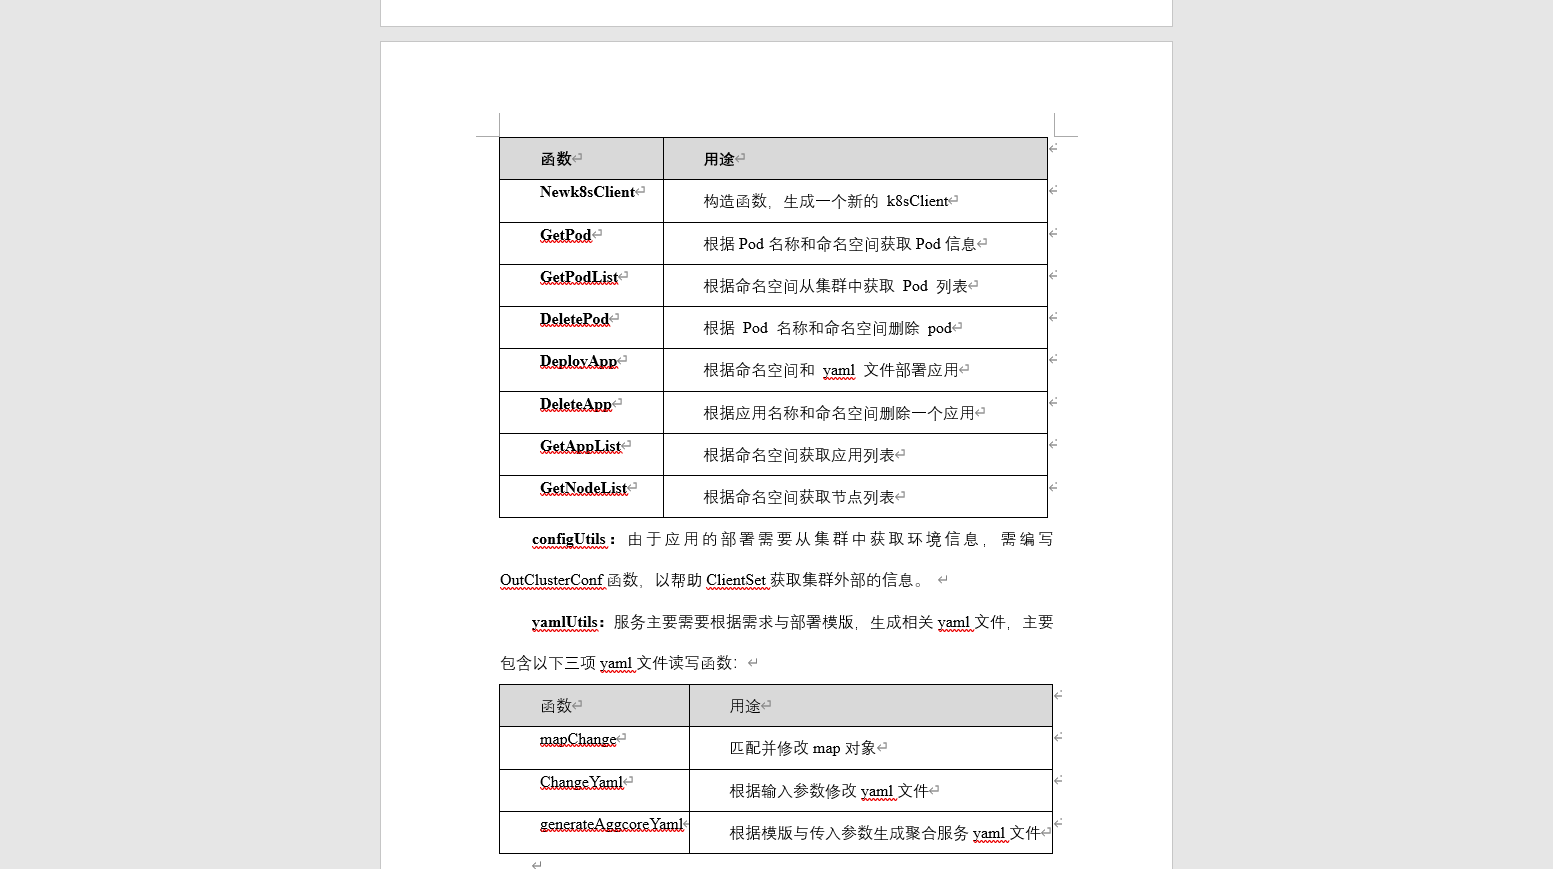 函数 用途
Newk8sClient 构造函数，生成一个新的 k8sClient
GetPod 根据 Pod 名称和命名空间获取 Pod 信息
GetPodList 根据命名空间从集群中获取 Pod 列表
DeletePod 根据 Pod 名称和命名空间删除 pod
DeployApp 根据命名空间和 yaml 文件部署应用
DeleteApp 根据应用名称和命名空间删除一个应用
GetAppList 根据命名空间获取应用列表
GetNodeList 根据命名空间获取节点列表
configUtils：由于应用的部署需要从集群中获取环境信息，需编写
OutClusterConf 函数，以帮助 ClientSet 获取集群外部的信息。
yamlUtils：服务主要需要根据需求与部署模版，生成相关 yaml 文件，主要
包含以下三项 yaml 文件读写函数：
函数 用途
mapChange 匹配并修改 map 对象
ChangeYaml 根据输入参数修改 yaml 文件
generateAggcoreYaml 根据模版与传入参数生成聚合服务 yaml 文件